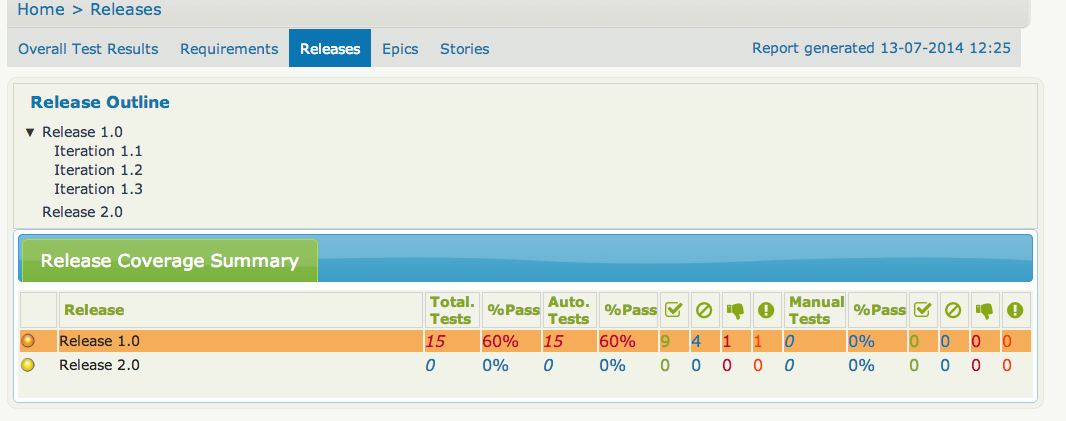 Home > Releases
Overall Test Results Requirements Releases Epics Stories Report generated 13-07-2014 12:25
Release Outline
▼ Release 1.0
Iteration 1.1
Iteration 1.2
Iteration 1.3
Release 2.0
Release Coverage Summary
Release Total. Tests %Pass Auto. Tests %Pass Manual Tests %Pass
Release 1.0 15 60% 15 60% 9 4 1 1 0 0% 0 0 0 0
Release 2.0 0 0% 0 0% 0 0 0 0 0 0% 0 0 0 0